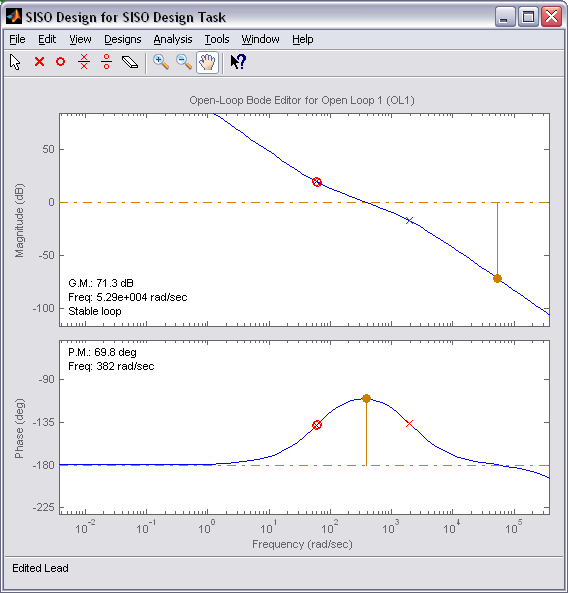 SISO Design for SISO Design Task
File Edit View Designs Analysis Tools Window Help
Open-Loop Bode Editor for Open Loop 1 (OL1)
50
0
-50
-100
Magnitude (dB)
G.M.: 71.3 dB
Freq: 5.29e+004 rad/sec
Stable loop
P.M.: 69.8 deg
Freq: 382 rad/sec
-90
-135
-180
-225
Phase (deg)
10^-2 10^-1 10^0 10^1 10^2 10^3 10^4 10^5
Frequency (rad/sec)
Edited Lead